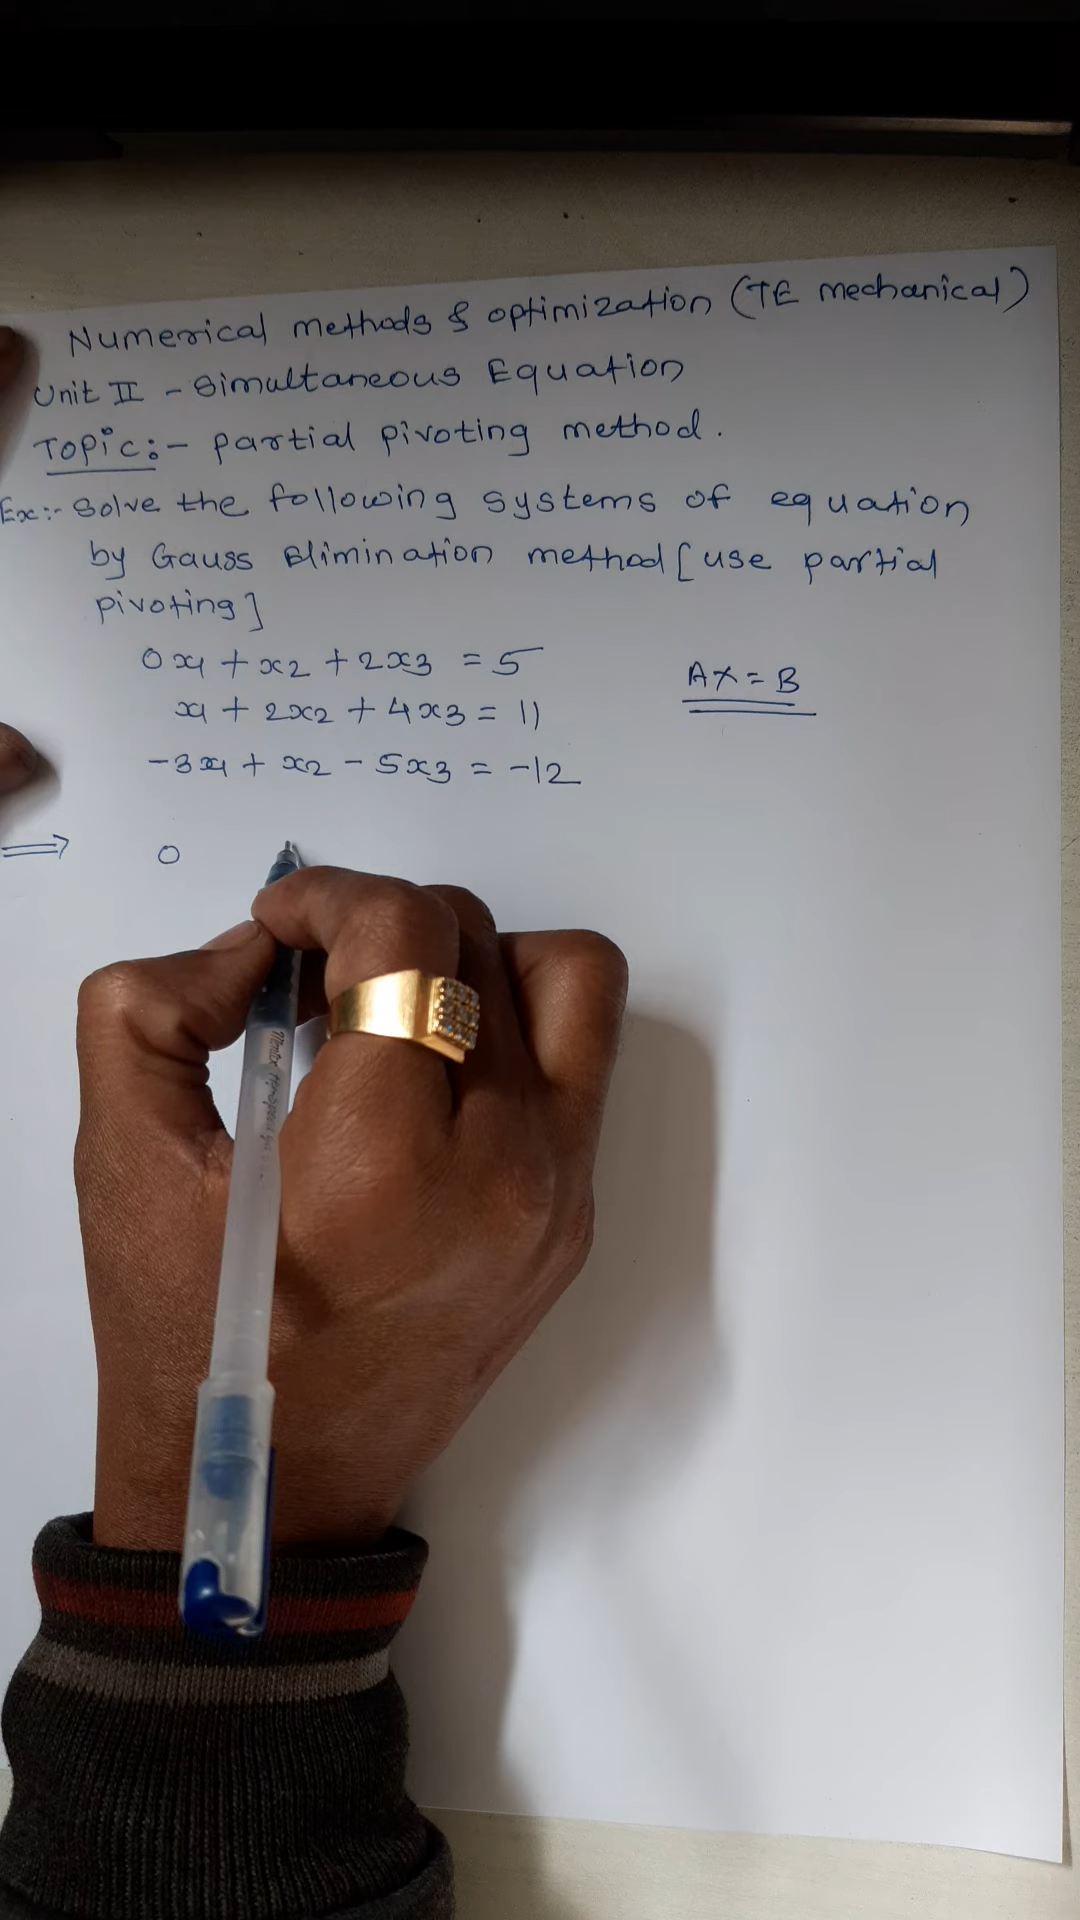 Numerical methods & optimization (TE mechanical)
Unit II - Simultaneous Equation
Topic:- partial pivoting method.
Ex:- Solve the following systems of equation
by Gauss Elimination method [use partial
pivoting]
0x1 + x2 + 2x3 = 5
AX = B
x1 + 2x2 + 4x3 = 11
-3x1 + x2 - 5x3 = -12
⇒ 0